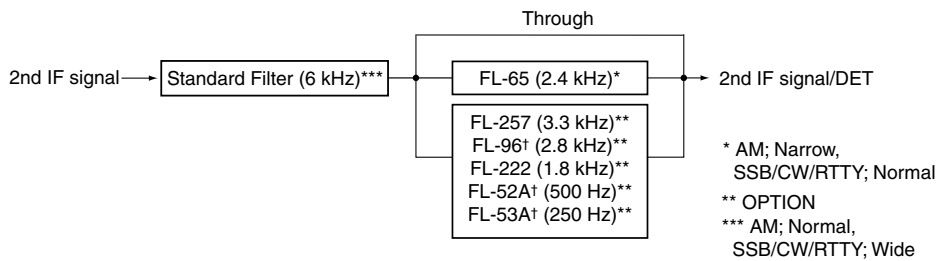 Through
2nd IF signal
Standard Filter (6 kHz)***
FL-65 (2.4 kHz)*
2nd IF signal/DET
FL-257 (3.3 kHz)**
FL-96† (2.8 kHz)**
FL-222 (1.8 kHz)**
FL-52A† (500 Hz)**
FL-53A† (250 Hz)**
* AM; Narrow,
SSB/CW/RTTY; Normal
** OPTION
*** AM; Normal,
SSB/CW/RTTY; Wide